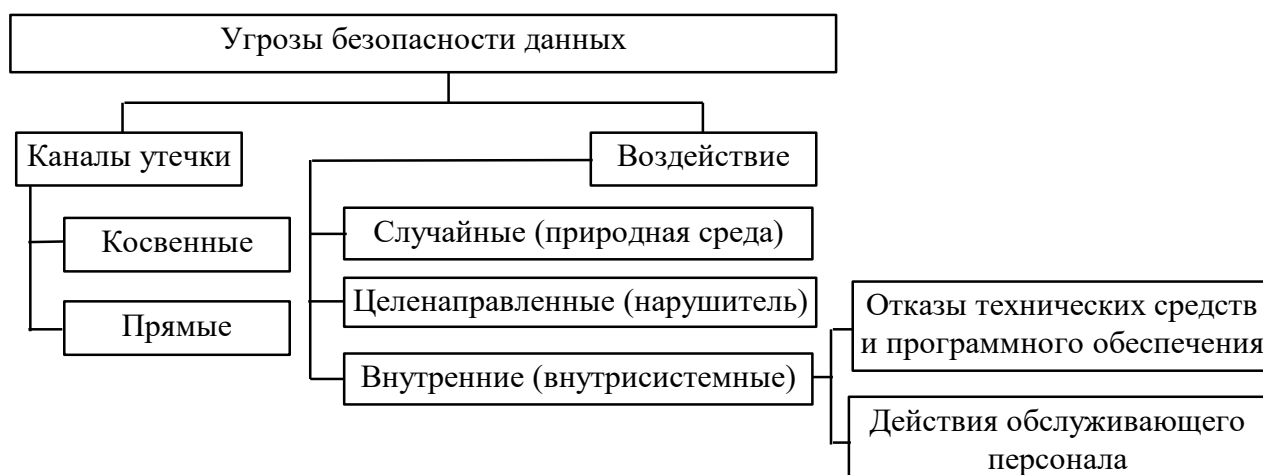 Угрозы безопасности данных
Каналы утечки
Воздействие
Косвенные
Прямые
Случайные (природная среда)
Целенаправленные (нарушитель)
Внутренние (внутрисистемные)
Отказы технических средств
и программного обеспечения
Действия обслуживающего
персонала